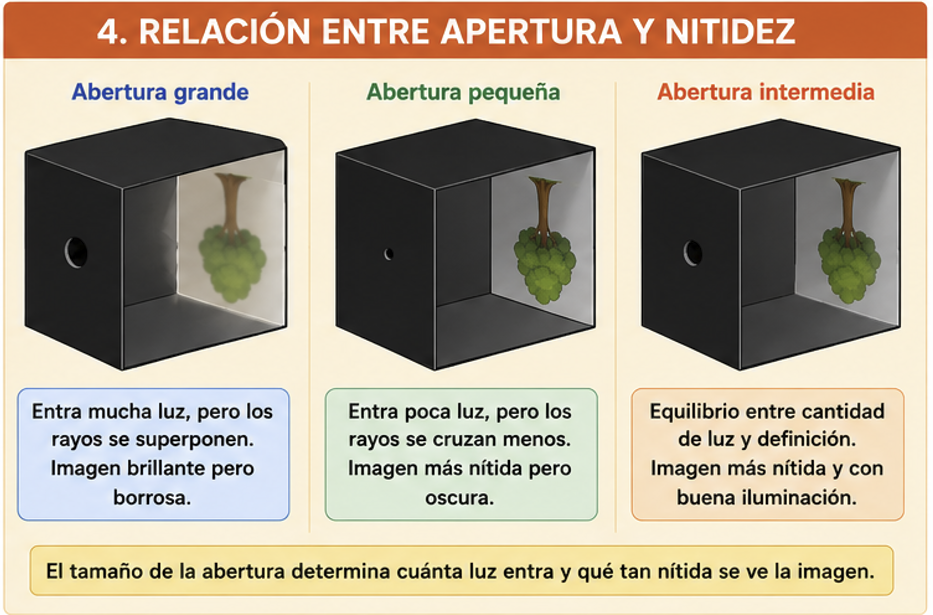 4. RELACIÓN ENTRE APERTURA Y NITIDEZ
Abertura grande
Entra mucha luz, pero los
rayos se superponen.
Imagen brillante pero
borrosa.
Abertura pequeña
Entra poca luz, pero los
rayos se cruzan menos.
Imagen más nítida pero
oscura.
Abertura intermedia
Equilibrio entre cantidad
de luz y definición.
Imagen más nítida y con
buena iluminación.
El tamaño de la abertura determina cuánta luz entra y qué tan nítida se ve la imagen.